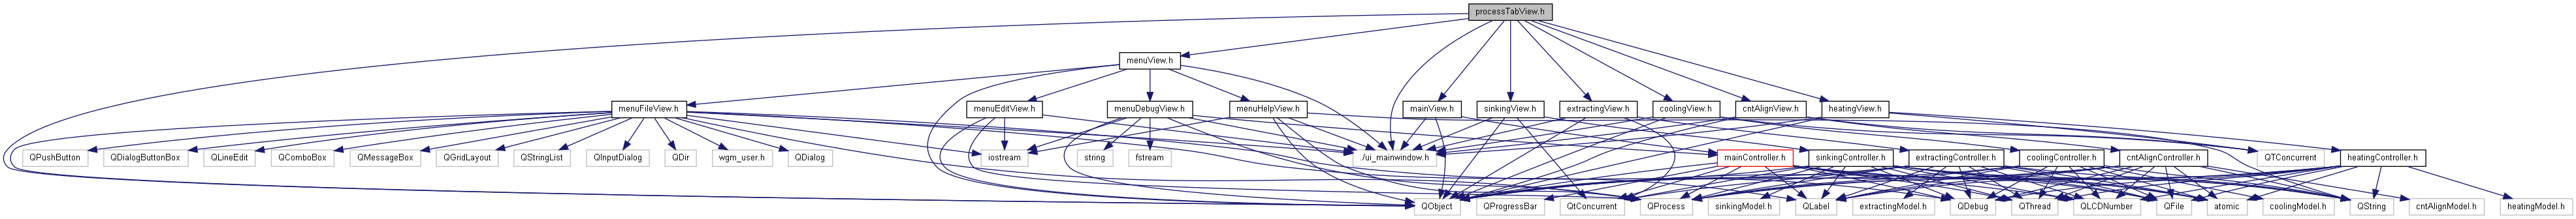 processTabView.h
menuView.h
menuFileView.h
menuEditView.h
menuDebugView.h
menuHelpView.h
mainView.h
sinkingView.h
extractingView.h
coolingView.h
cntAlignView.h
heatingView.h
QPushButton
QDialogButtonBox
QLineEdit
QComboBox
QMessageBox
QGridLayout
QStringList
QInputDialog
QDir
wgm_user.h
QDialog
iostream
string
fstream
./ui_mainwindow.h
mainController.h
sinkingController.h
extractingController.h
coolingController.h
cntAlignController.h
QTConcurrent
heatingController.h
QObject
QProgressBar
QtConcurrent
QProcess
sinkingModel.h
QLabel
extractingModel.h
QDebug
QThread
QLCDNumber
QFile
atomic
coolingModel.h
QString
cntAlignModel.h
heatingModel.h